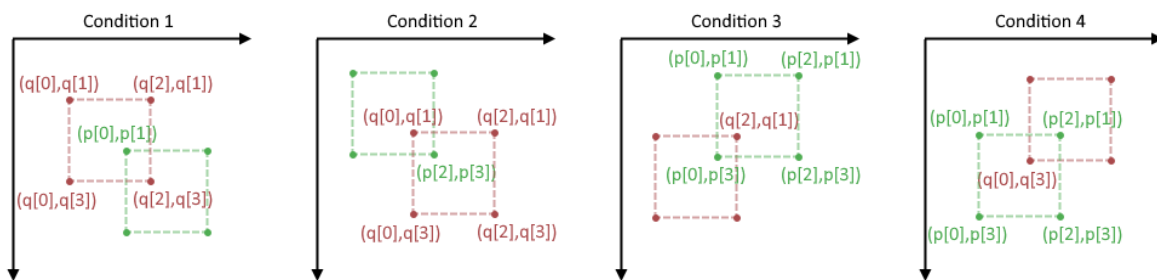 Condition 1
(q[0],q[1]) (q[2],q[1])
(p[0],p[1])
(q[0],q[3]) (q[2],q[3])
Condition 2
(q[0],q[1]) (q[2],q[1])
(p[2],p[3])
(q[0],q[3]) (q[2],q[3])
Condition 3
(p[0],p[1]) (p[2],p[1])
(q[2],q[1])
(p[0],p[3]) (p[2],p[3])
Condition 4
(p[0],p[1]) (p[2],p[1])
(q[0],q[3])
(p[0],p[3]) (p[2],p[3])